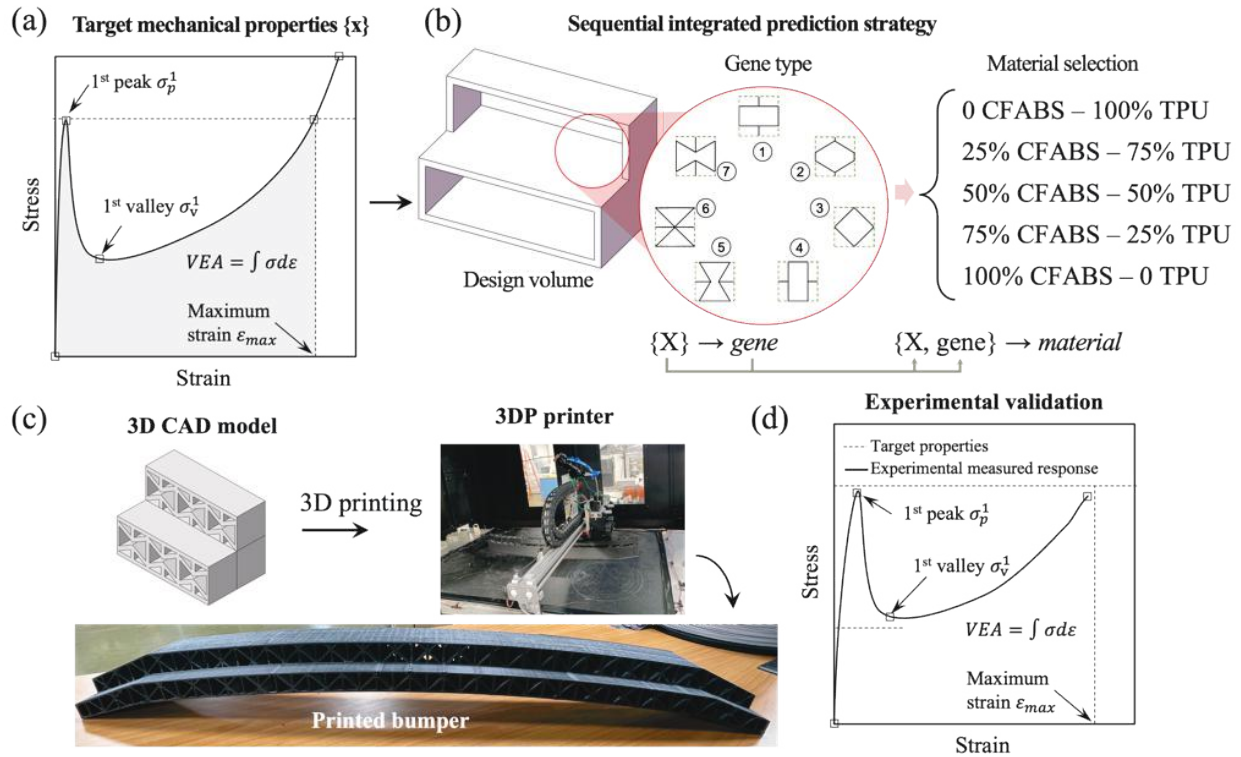 (a)
Target mechanical properties {x}
1st peak σ_p^1
1st valley σ_v^1
VEA = ∫ σdε
Maximum
strain ε_max
Stress
Strain
(b)
Sequential integrated prediction strategy
Gene type
Material selection
①
②
③
④
⑤
⑥
⑦
Design volume
0 CFABS – 100% TPU
25% CFABS – 75% TPU
50% CFABS – 50% TPU
75% CFABS – 25% TPU
100% CFABS – 0 TPU
{X} → gene
{X, gene} → material
(c)
3D CAD model
3D printing
3DP printer
Printed bumper
(d)
Experimental validation
Target properties
Experimental measured response
1st peak σ_p^1
1st valley σ_v^1
VEA = ∫ σdε
Maximum
strain ε_max
Stress
Strain